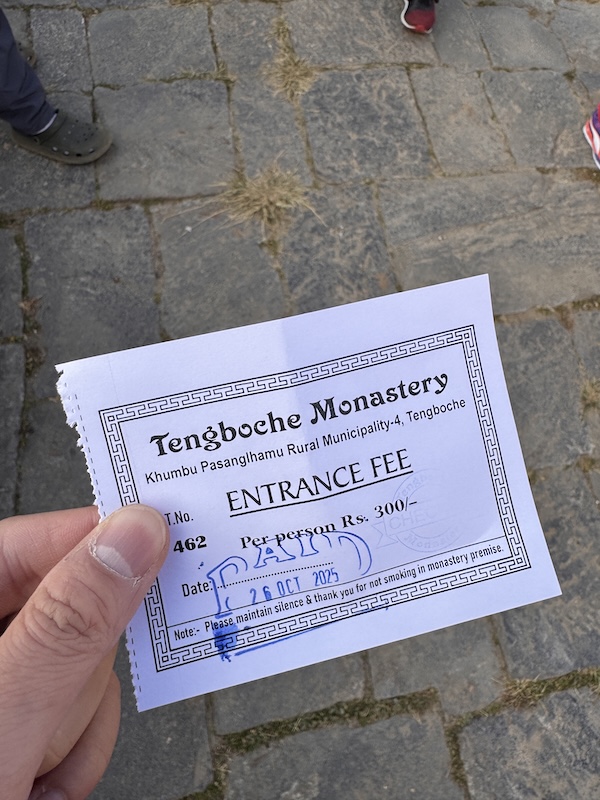 Tengboche Monastery
Khumbu Pasanglhamu Rural Municipality-4, Tengboche
ENTRANCE FEE
T.No.
462
Per person Rs. 300/-
PAID
Date:
26 OCT 2025
Note:- Please maintain silence & thank you for not smoking in monastery premise.